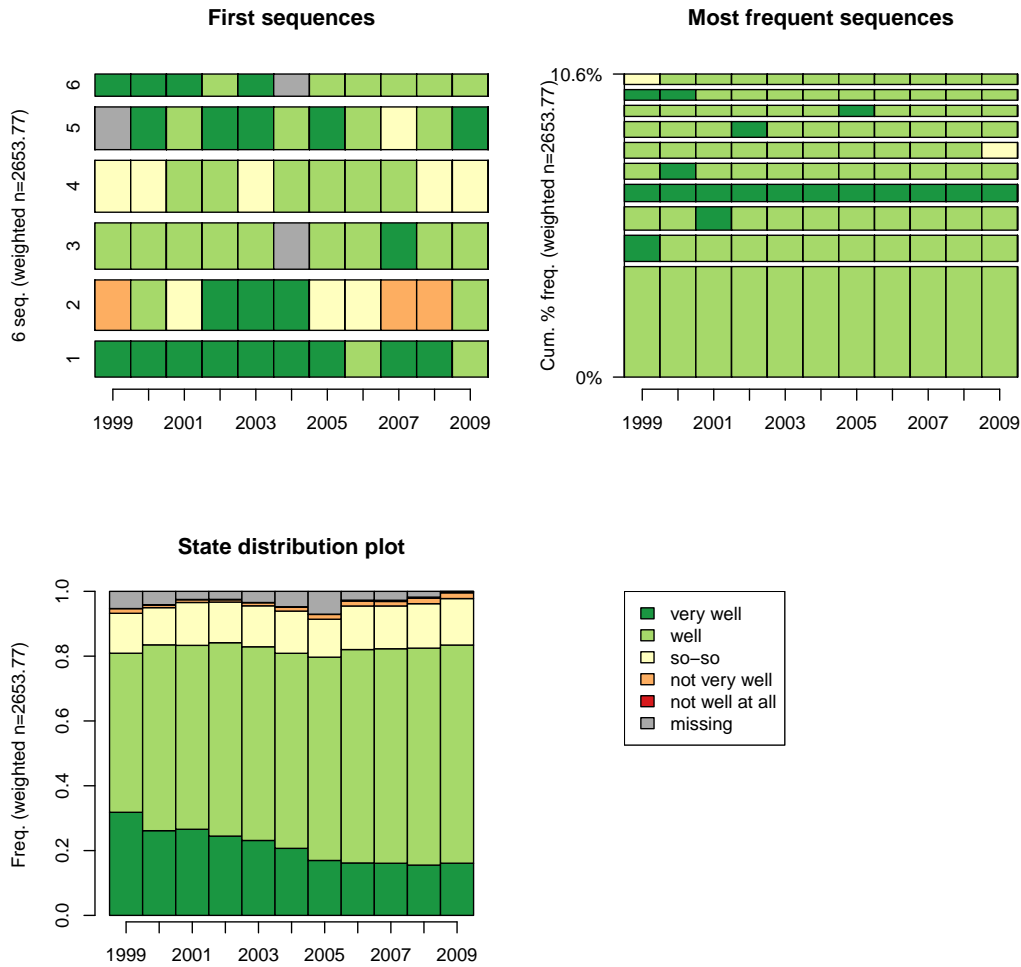 First sequences
6 seq. (weighted n=2653.77)
6
5
4
3
2
1
1999 2001 2003 2005 2007 2009
Most frequent sequences
Cum. % freq. (weighted n=2653.77)
10.6%
0%
1999 2001 2003 2005 2007 2009
State distribution plot
Freq. (weighted n=2653.77)
1.0
0.8
0.6
0.4
0.2
0.0
1999 2001 2003 2005 2007 2009
very well
well
so−so
not very well
not well at all
missing